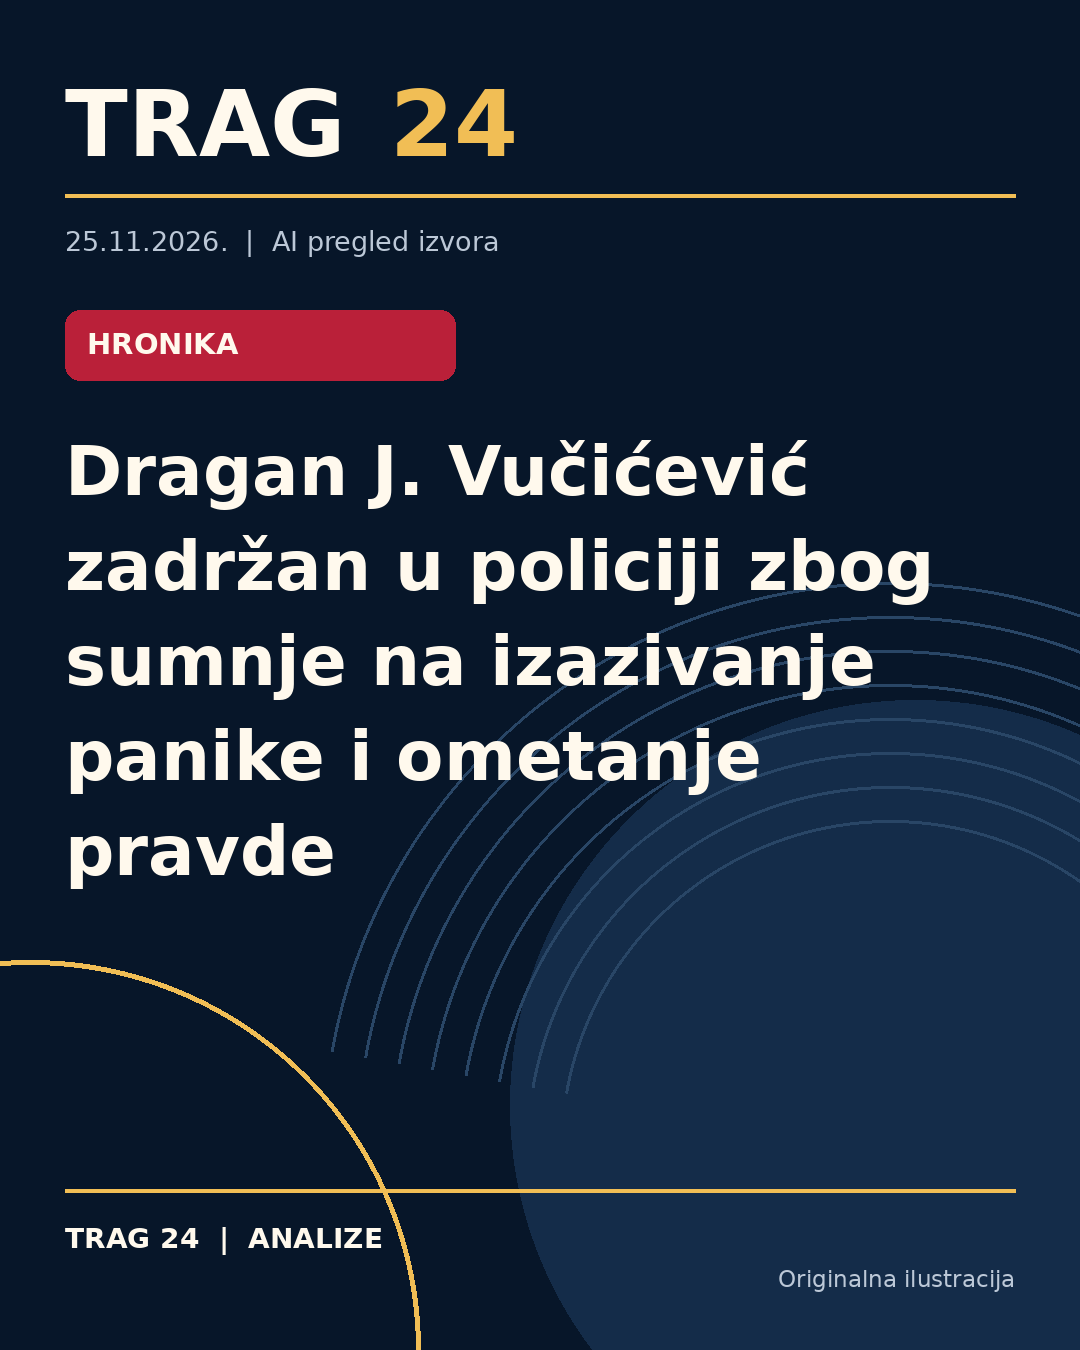 TRAG 24
25.11.2026. | AI pregled izvora
HRONIKA
Dragan J. Vučićević
zadržan u policiji zbog
sumnje na izazivanje
panike i ometanje
pravde
TRAG 24 | ANALIZE
Originalna ilustracija